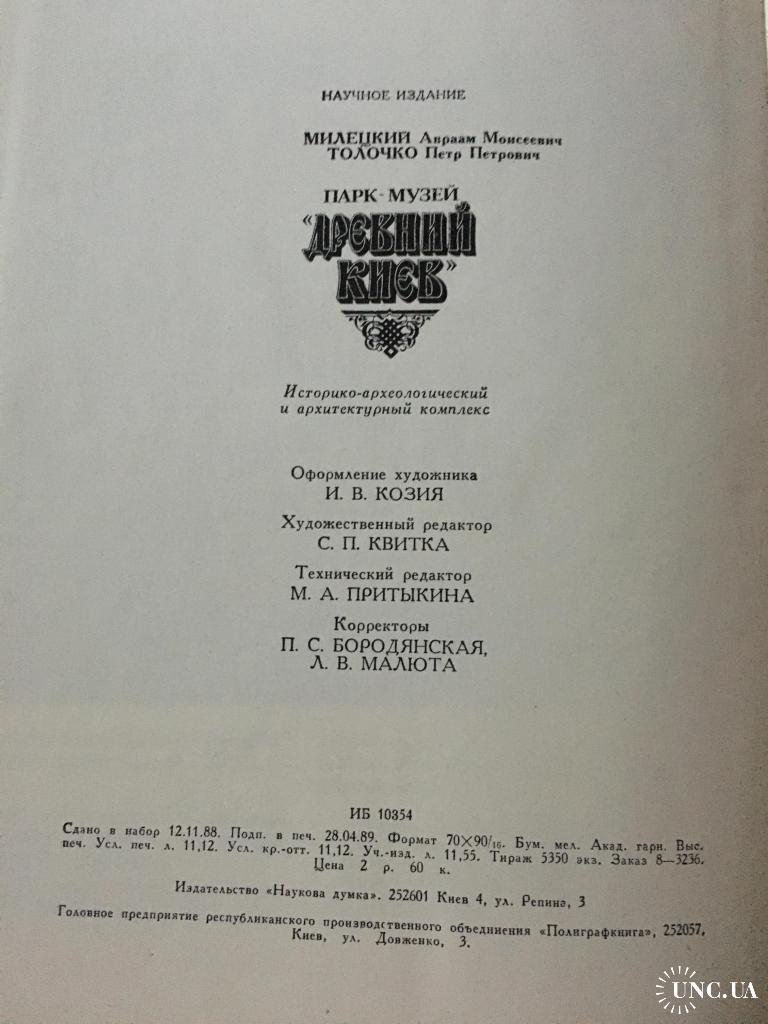 НАУЧНОЕ ИЗДАНИЕ
МИЛЕЦКИЙ Авраам Моисеевич
ТОЛОЧКО Петр Петрович
ПАРК-МУЗЕЙ
"ДРЕВНИЙ
КИЕВ"
Историко-археологический
и архитектурный комплекс
Оформление художника
И. В. КОЗИЯ
Художественный редактор
С. П. КВИТКА
Технический редактор
М. А. ПРИТЫКИНА
Корректоры
П. С. БОРОДЯНСКАЯ,
Л. В. МАЛЮТА
ИБ 10354
Сдано в набор 12.11.88. Подп. в печ. 28.04.89. Формат 70×90/16. Бум. мел. Акад. гарн. Выс.
печ. Усл. печ. л. 11,12. Усл. кр.-отт. 11,12. Уч.-изд. л. 11,55. Тираж 5350 экз. Заказ 8—3236.
Цена 2 р. 60 к.
Издательство «Наукова думка». 252601 Киев 4, ул. Репина, 3
Головное предприятие республиканского производственного объединения «Полиграфкнига», 252057,
Киев, ул. Довженко, 3.
UNC.UA